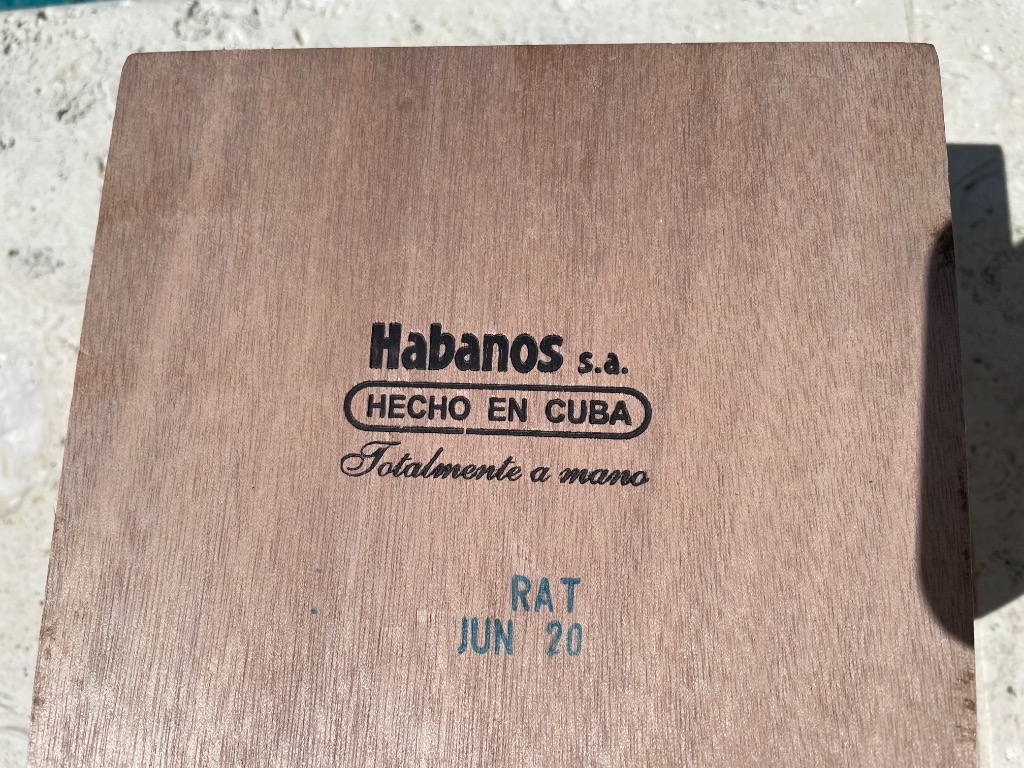 Habanos s.a.
HECHO EN CUBA
Totalmente a mano
RAT
JUN 20